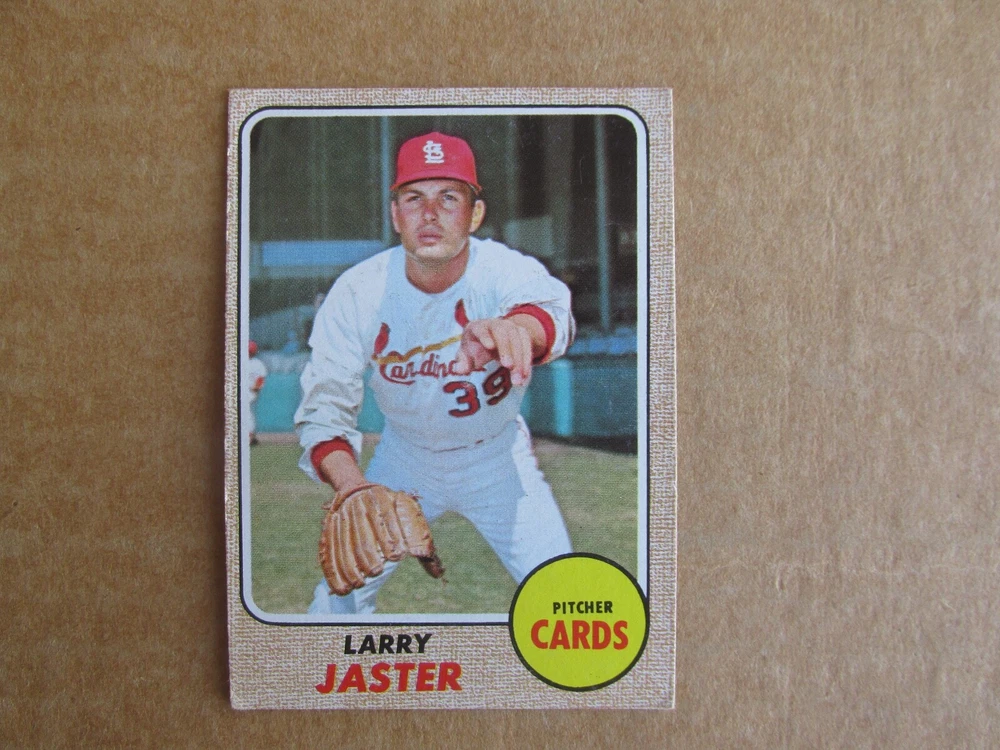 STL
Cardinals
39
PITCHER
CARDS
LARRY
JASTER